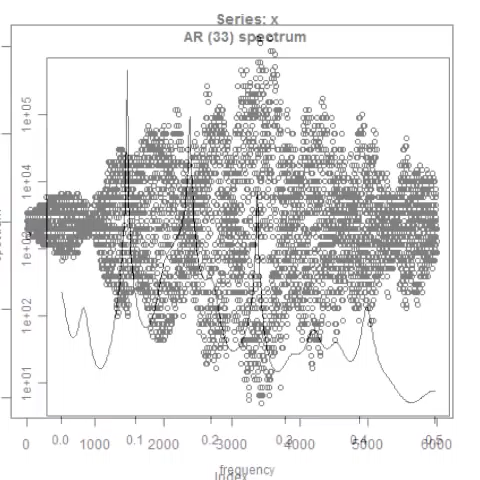 Series: x
AR (33) spectrum
1e+05
1e+04
1e+03
1e+02
1e+01
0 1000 2000 3000 4000 5000 6000
0.0 0.1 0.2 0.3 0.4 0.5
frequency
Index